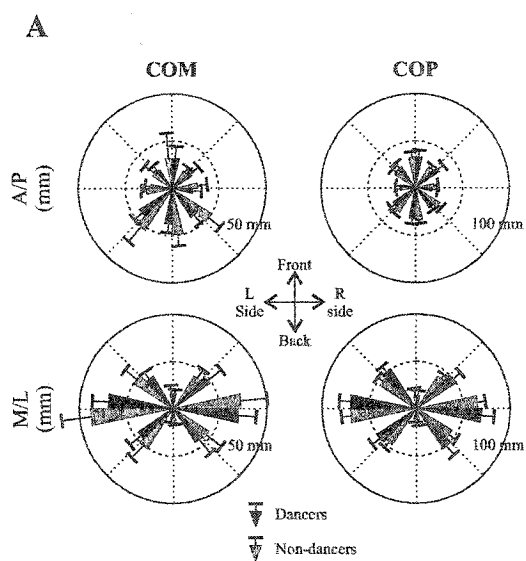 A
COM COP
A/P
(mm)
50 mm 100 mm
Front
L
Side
R
side
Back
M/L
(mm)
50 mm 100 mm
Dancers
Non-dancers